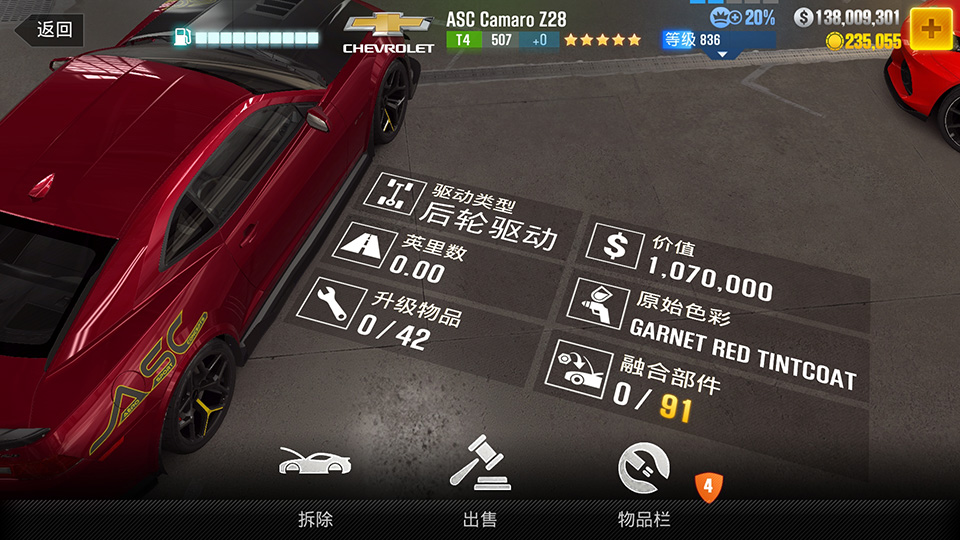 返回
CHEVROLET
ASC Camaro Z28
T4 507 +0
等级 836
20%
138,009,301
235,055
驱动类型
后轮驱动
英里数
0.00
升级物品
0/42
价值
1,070,000
原始色彩
GARNET RED TINTCOAT
融合部件
0/91
ASC
拆除
出售
物品栏
4